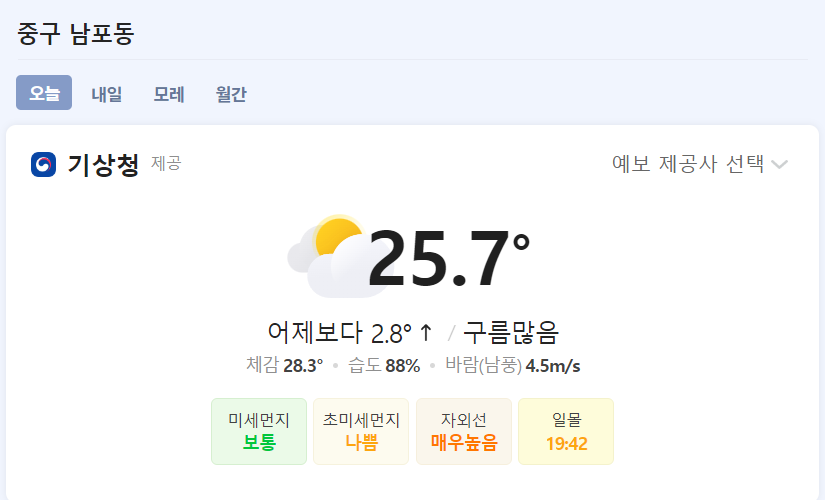 중구 남포동
오늘 내일 모레 월간
기상청 제공 예보 제공사 선택
25.7°
어제보다 2.8° ↑ / 구름많음
체감 28.3° • 습도 88% • 바람(남풍) 4.5m/s
미세먼지 초미세먼지 자외선 일몰
보통 나쁨 매우높음 19:42